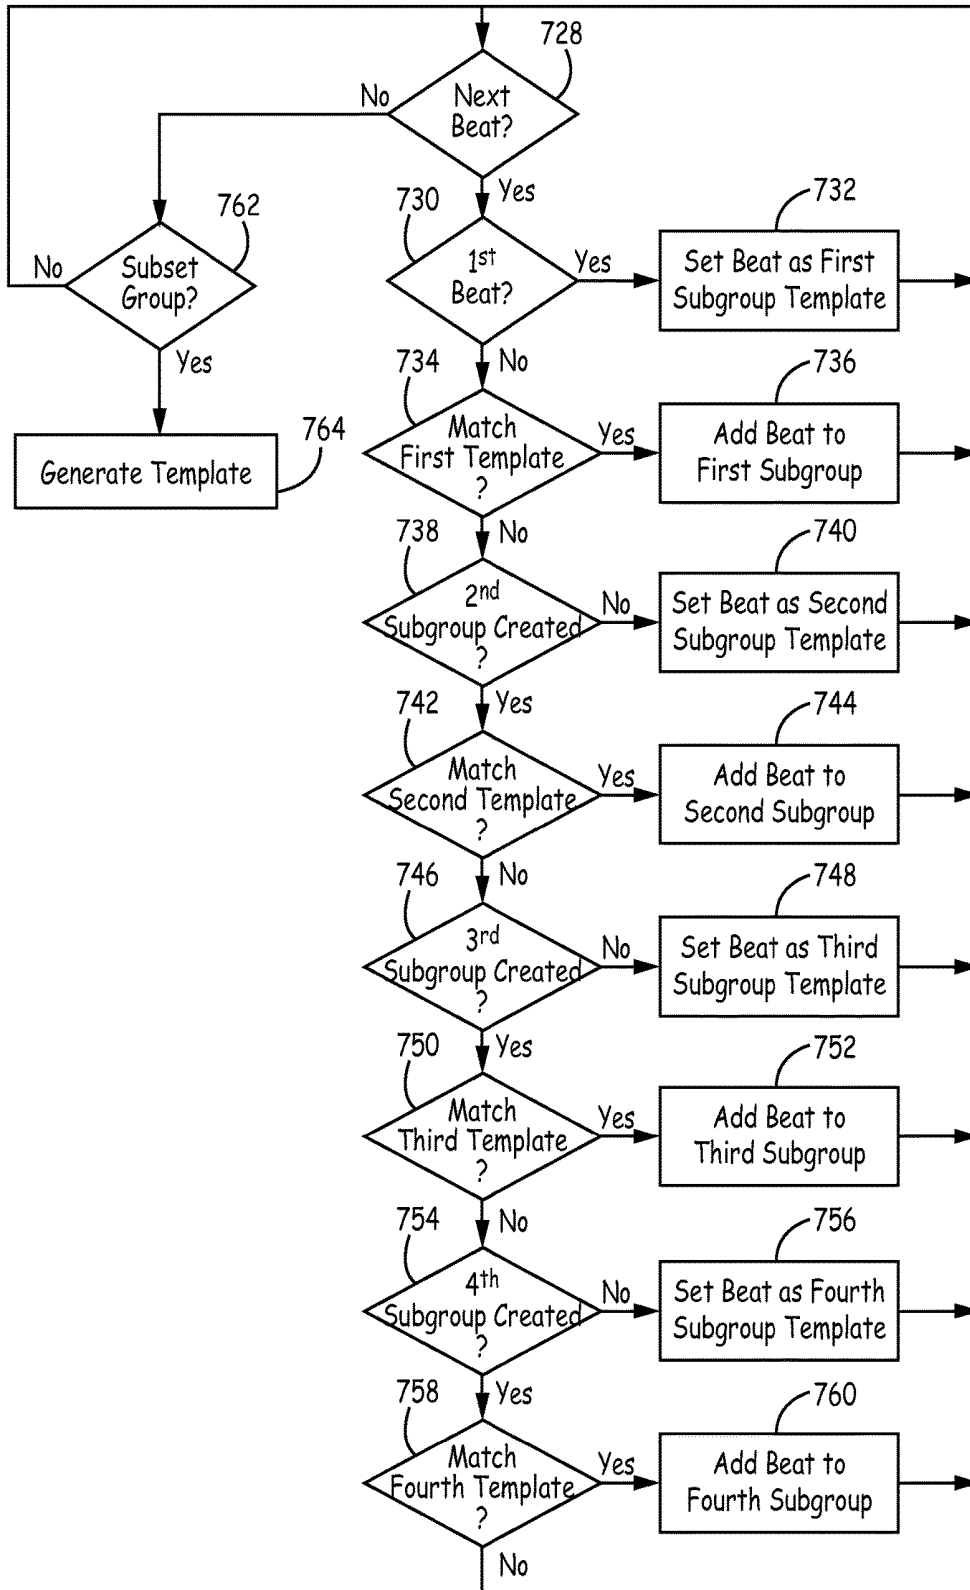 728
No
Next
Beat?
Yes
762
730
732
No
Subset
Group?
1st
Beat?
Yes
Set Beat as First
Subgroup Template
Yes
734
No
736
764
Generate Template
Match
First Template
?
Yes
Add Beat to
First Subgroup
738
No
740
2nd
Subgroup Created
?
No
Set Beat as Second
Subgroup Template
742
Yes
744
Match
Second Template
?
Yes
Add Beat to
Second Subgroup
746
No
748
3rd
Subgroup Created
?
No
Set Beat as Third
Subgroup Template
750
Yes
752
Match
Third Template
?
Yes
Add Beat to
Third Subgroup
754
No
756
4th
Subgroup Created
?
No
Set Beat as Fourth
Subgroup Template
758
Yes
760
Match
Fourth Template
?
Yes
Add Beat to
Fourth Subgroup
No